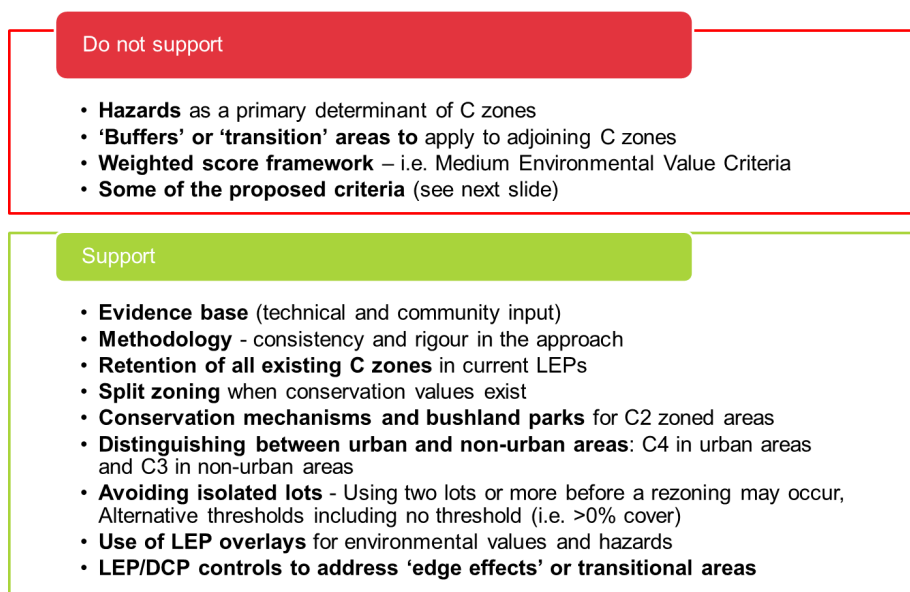 Do not support
• Hazards as a primary determinant of C zones
• ‘Buffers’ or ‘transition’ areas to apply to adjoining C zones
• Weighted score framework – i.e. Medium Environmental Value Criteria
• Some of the proposed criteria (see next slide)
Support
• Evidence base (technical and community input)
• Methodology - consistency and rigour in the approach
• Retention of all existing C zones in current LEPs
• Split zoning when conservation values exist
• Conservation mechanisms and bushland parks for C2 zoned areas
• Distinguishing between urban and non-urban areas: C4 in urban areas
and C3 in non-urban areas
• Avoiding isolated lots - Using two lots or more before a rezoning may occur,
Alternative thresholds including no threshold (i.e. >0% cover)
• Use of LEP overlays for environmental values and hazards
• LEP/DCP controls to address ‘edge effects’ or transitional areas